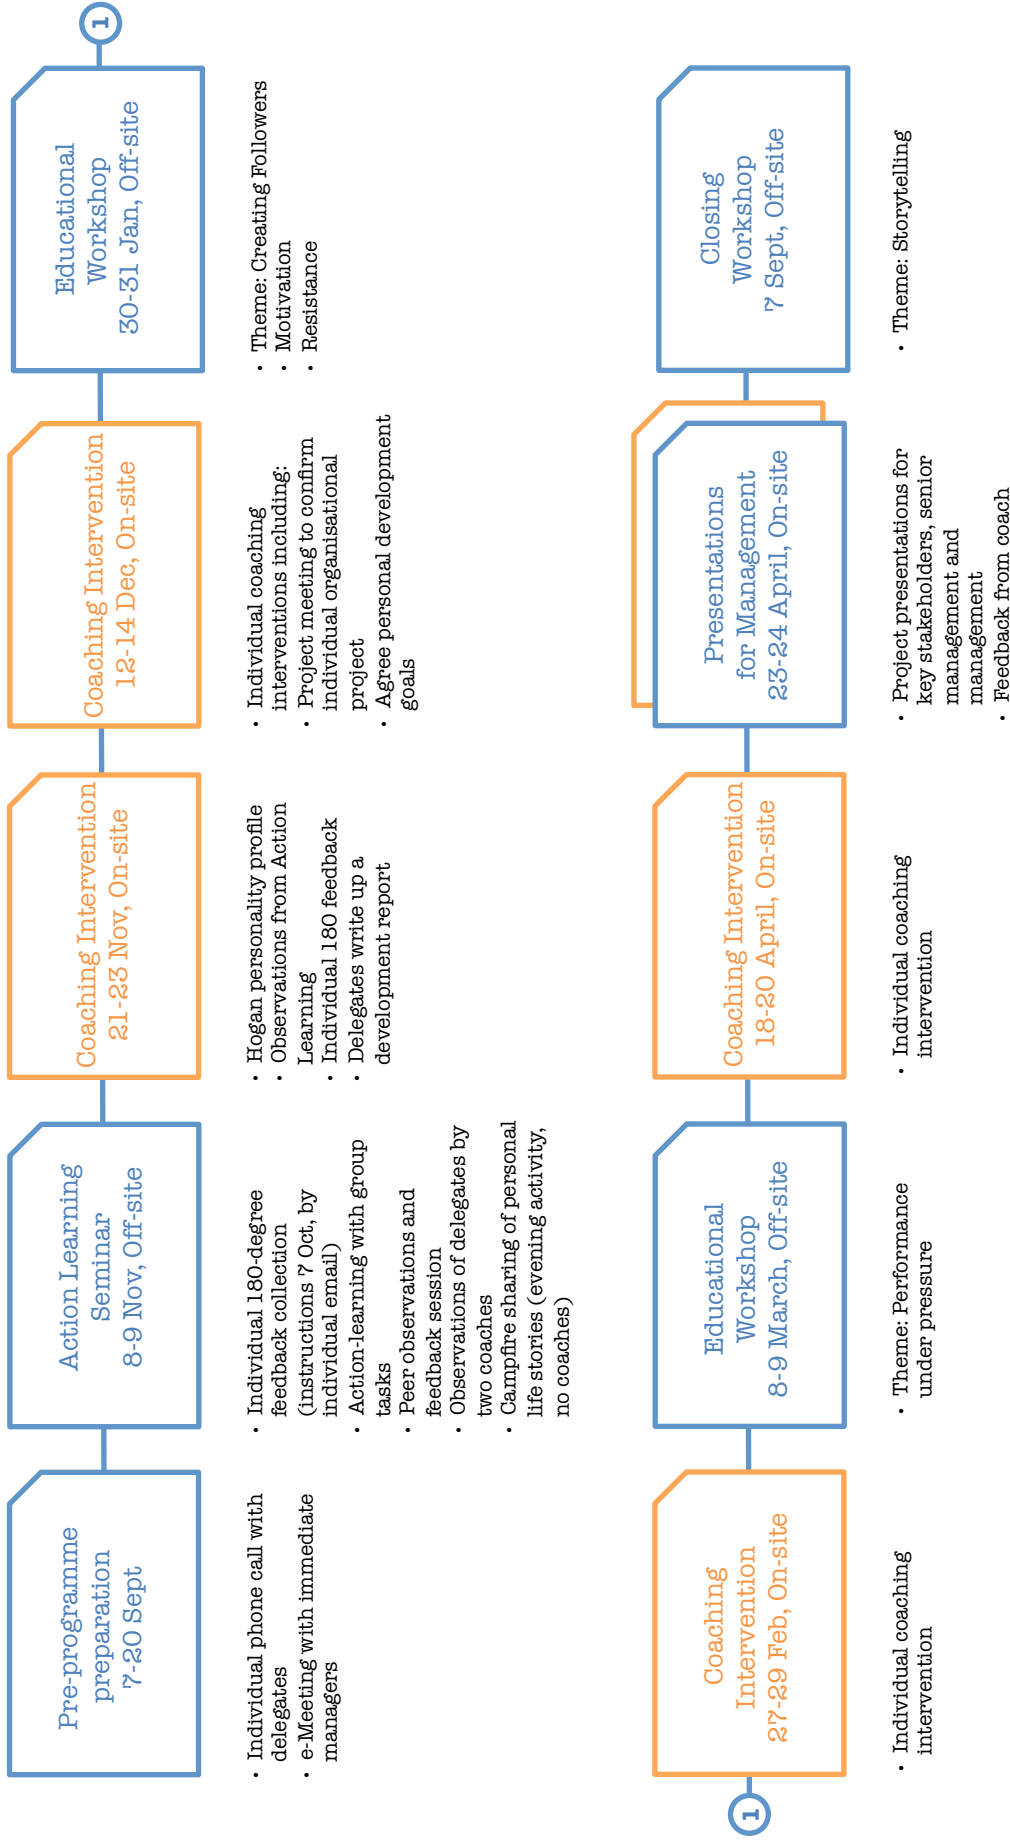 Pre-programme
preparation
7-20 Sept
• Individual phone call with
delegates
• e-Meeting with immediate
managers
Action Learning
Seminar
8-9 Nov, Off-site
• Individual 180-degree
feedback collection
(instructions 7 Oct, by
individual email)
• Action-learning with group
tasks
• Peer observations and
feedback session
• Observations of delegates by
two coaches
• Campfire sharing of personal
life stories (evening activity,
no coaches)
Coaching Intervention
21-23 Nov, On-site
• Hogan personality profile
• Observations from Action
Learning
• Individual 180 feedback
• Delegates write up a
development report
Coaching Intervention
12-14 Dec, On-site
• Individual coaching
interventions including:
• Project meeting to confirm
individual organisational
project
• Agree personal development
goals
Educational
Workshop
30-31 Jan, Off-site
• Theme: Creating Followers
• Motivation
• Resistance
1
1
Coaching
Intervention
27-29 Feb, On-site
• Individual coaching
intervention
Educational
Workshop
8-9 March, Off-site
• Theme: Performance
under pressure
Coaching Intervention
18-20 April, On-site
• Individual coaching
intervention
Presentations
for Management
23-24 April, On-site
• Project presentations for
key stakeholders, senior
management and
management
• Feedback from coach
Closing
Workshop
7 Sept, Off-site
• Theme: Storytelling